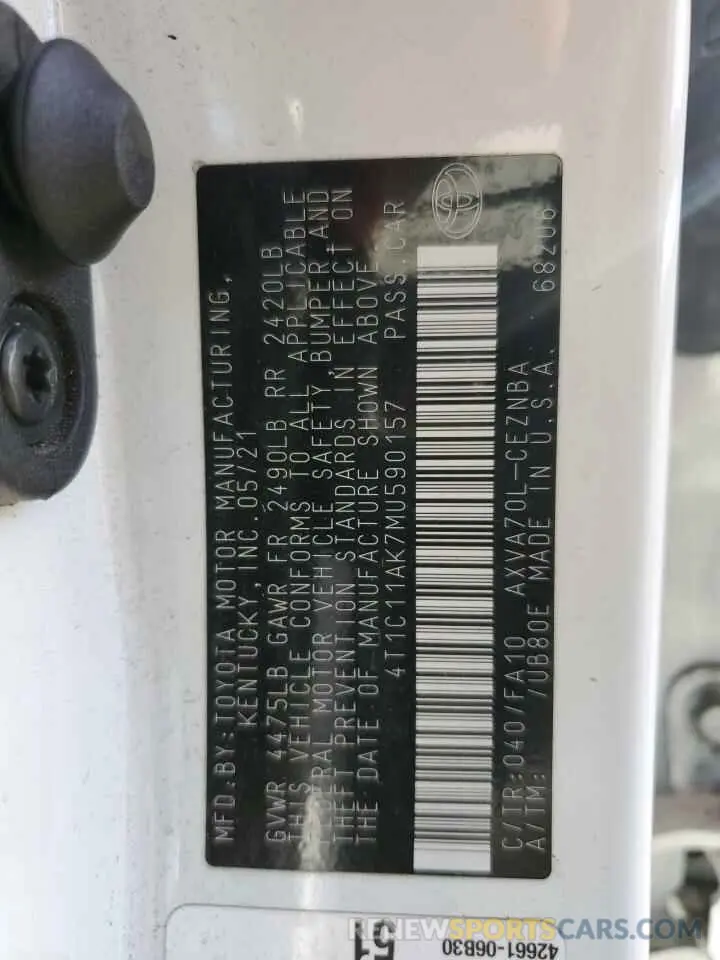 MFD.BY:TOYOTA MOTOR MANUFACTURING,
KENTUCKY, INC.05/21
GVWR 4475LB GAWR FR 2490LB RR 2420LB
THIS VEHICLE CONFORMS TO ALL APPLICABLE
FEDERAL MOTOR VEHICLE SAFETY, BUMPER AND
THEFT PREVENTION STANDARDS IN EFFECT ON
THE DATE OF MANUFACTURE SHOWN ABOVE.
4T1C11AK7MU590157 PASS.CAR
C/TR:040/FA10 AXVA70L-CEZNBA
A/TM: /UB80E MADE IN U.S.A. 68206
51
42661-06B30
RENEWSPORTSCARS.COM